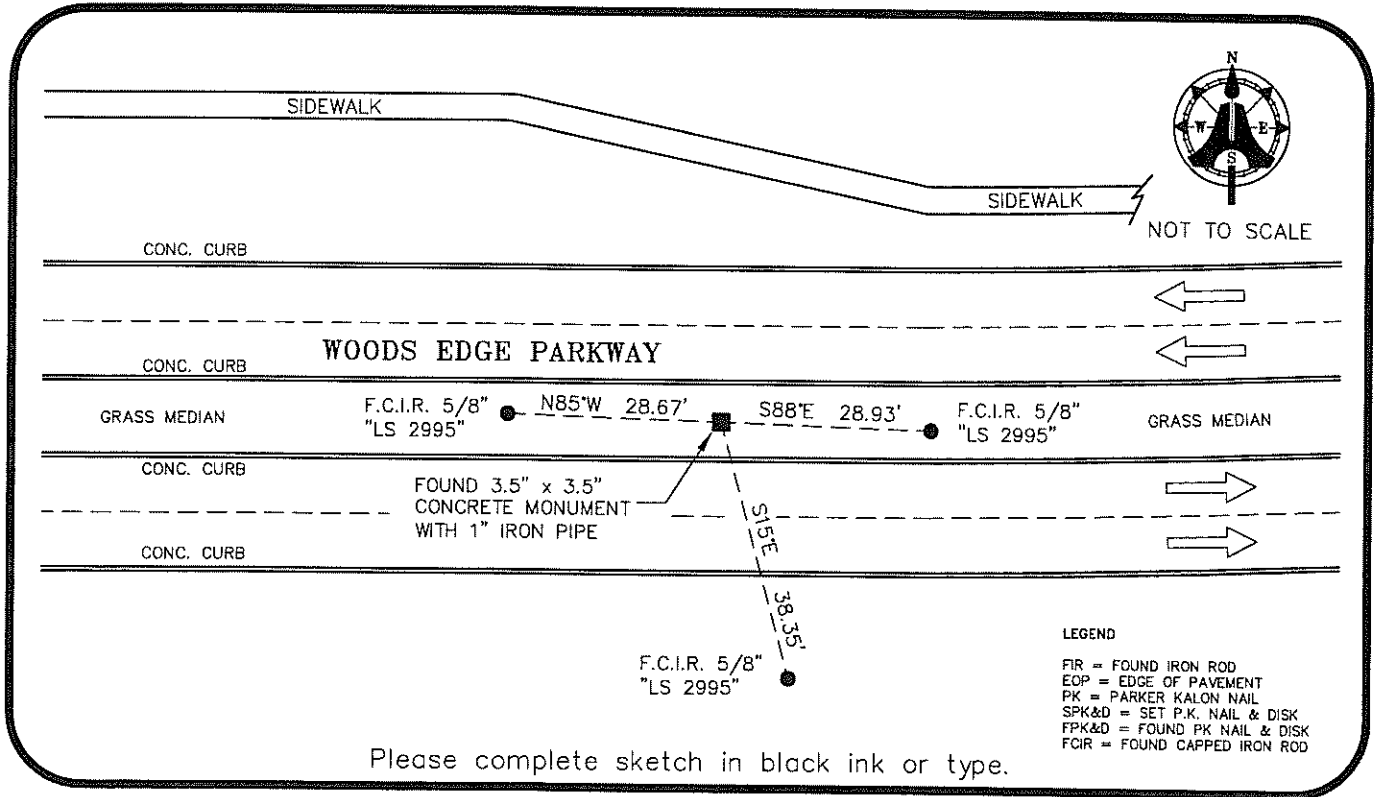 SIDEWALK
N
W
E
S
SIDEWALK
NOT TO SCALE
CONC. CURB
WOODS EDGE PARKWAY
CONC. CURB
GRASS MEDIAN
F.C.I.R. 5/8"
"LS 2995"
N85°W 28.67'
S88°E 28.93'
F.C.I.R. 5/8"
"LS 2995"
GRASS MEDIAN
CONC. CURB
FOUND 3.5" x 3.5"
CONCRETE MONUMENT
WITH 1" IRON PIPE
S15°E 38.35'
CONC. CURB
F.C.I.R. 5/8"
"LS 2995"
LEGEND
FIR = FOUND IRON ROD
EOP = EDGE OF PAVEMENT
PK = PARKER KALON NAIL
SPK&D = SET P.K. NAIL & DISK
FPK&D = FOUND PK NAIL & DISK
FCIR = FOUND CAPPED IRON ROD
Please complete sketch in black ink or type.